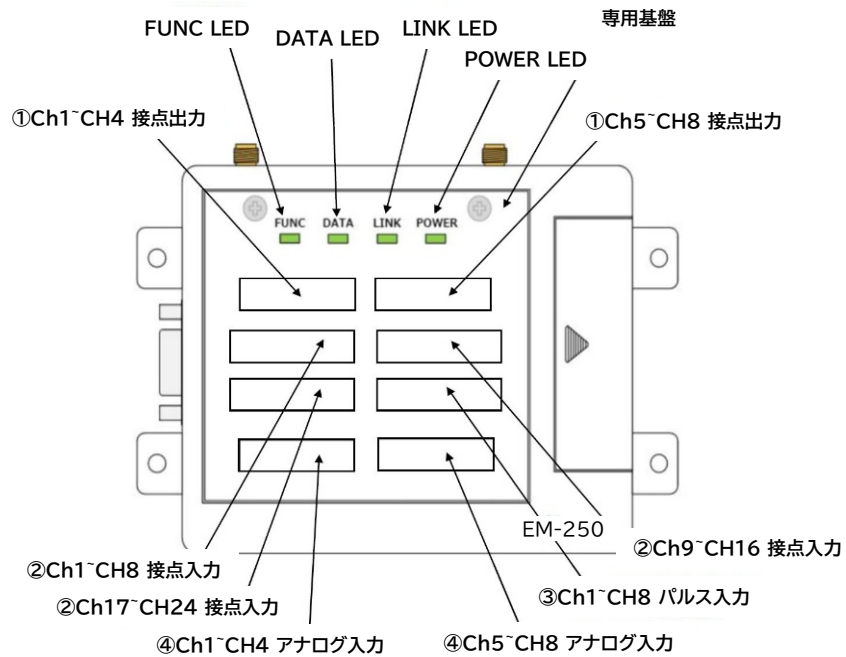 専用基盤
FUNC LED
DATA LED
LINK LED
POWER LED
①Ch1~CH4 接点出力
①Ch5~CH8 接点出力
FUNC
DATA
LINK
POWER
EM-250
②Ch9~CH16 接点入力
②Ch1~CH8 接点入力
③Ch1~CH8 パルス入力
②Ch17~CH24 接点入力
④Ch1~CH4 アナログ入力
④Ch5~CH8 アナログ入力